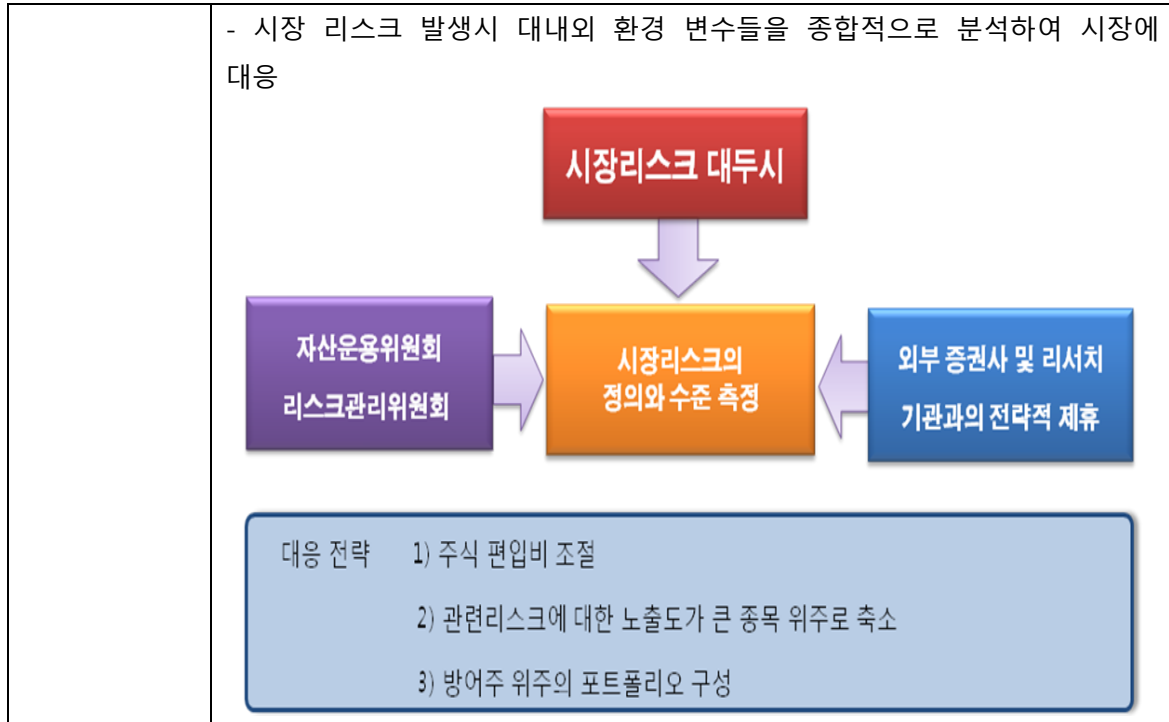 - 시장 리스크 발생시 대내외 환경 변수들을 종합적으로 분석하여 시장에
대응
시장리스크 대두시
자산운용위원회
리스크관리위원회
시장리스크의
정의와 수준 측정
외부 증권사 및 리서치
기관과의 전략적 제휴
대응 전략 1) 주식 편입비 조절
2) 관련리스크에 대한 노출도가 큰 종목 위주로 축소
3) 방어주 위주의 포트폴리오 구성